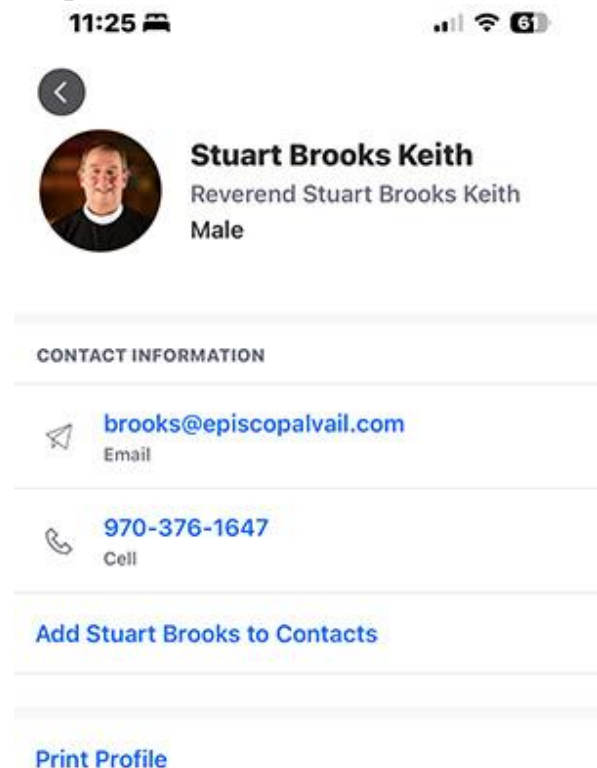 11:25
61
Stuart Brooks Keith
Reverend Stuart Brooks Keith
Male
CONTACT INFORMATION
brooks@episcopalvail.com
Email
970-376-1647
Cell
Add Stuart Brooks to Contacts
Print Profile